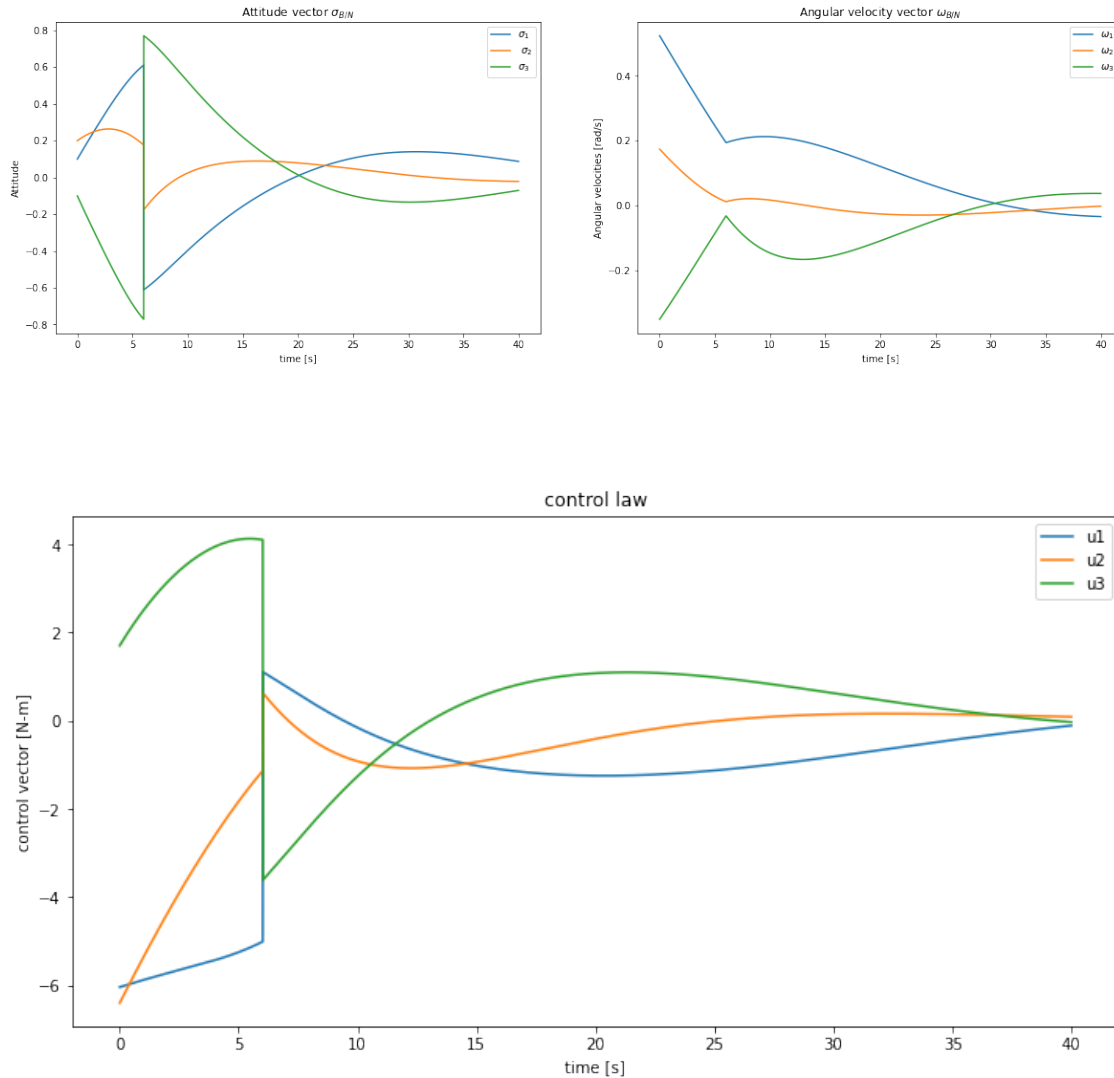 Attitude vector σB/N
σ1
σ2
σ3
Attitude
0.8
0.6
0.4
0.2
0.0
−0.2
−0.4
−0.6
−0.8
0 5 10 15 20 25 30 35 40
time [s]
Angular velocity vector ωB/N
ω1
ω2
ω3
Angular velocities [rad/s]
0.4
0.2
0.0
−0.2
0 5 10 15 20 25 30 35 40
time [s]
control law
u1
u2
u3
control vector [N-m]
4
2
0
−2
−4
−6
0 5 10 15 20 25 30 35 40
time [s]